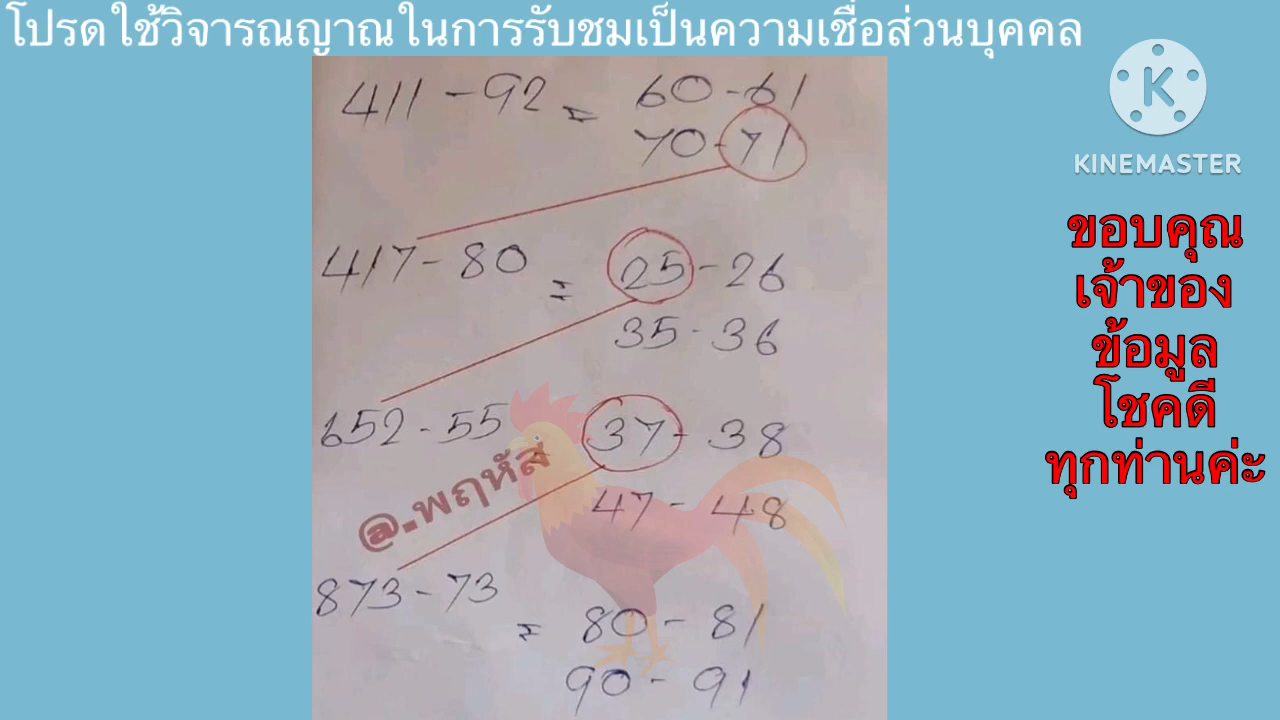 โปรดใช้วิจารณญาณในการรับชมเป็นความเชื่อส่วนบุคคล
K
KINEMASTER
411 - 92 = 60 - 61
70 - 71
417 - 80 = 25 - 26
35 - 36
652 - 55 = 37 - 38
47 - 48
@.พฤหัส
873 - 73 = 80 - 81
90 - 91
ขอบคุณ
เจ้าของ
ข้อมูล
โชคดี
ทุกท่านค่ะ